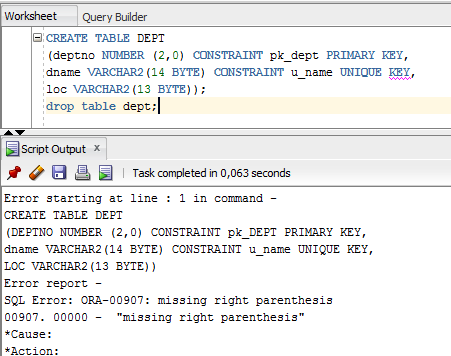 Worksheet Query Builder
CREATE TABLE DEPT
(deptno NUMBER (2,0) CONSTRAINT pk_dept PRIMARY KEY,
dname VARCHAR2(14 BYTE) CONSTRAINT u_name UNIQUE KEY,
loc VARCHAR2(13 BYTE));
drop table dept;
Script Output x
Task completed in 0,063 seconds
Error starting at line : 1 in command -
CREATE TABLE DEPT
(DEPTNO NUMBER (2,0) CONSTRAINT pk_DEPT PRIMARY KEY,
dname VARCHAR2(14 BYTE) CONSTRAINT u_name UNIQUE KEY,
LOC VARCHAR2(13 BYTE))
Error report -
SQL Error: ORA-00907: missing right parenthesis
00907. 00000 -  "missing right parenthesis"
*Cause:
*Action: